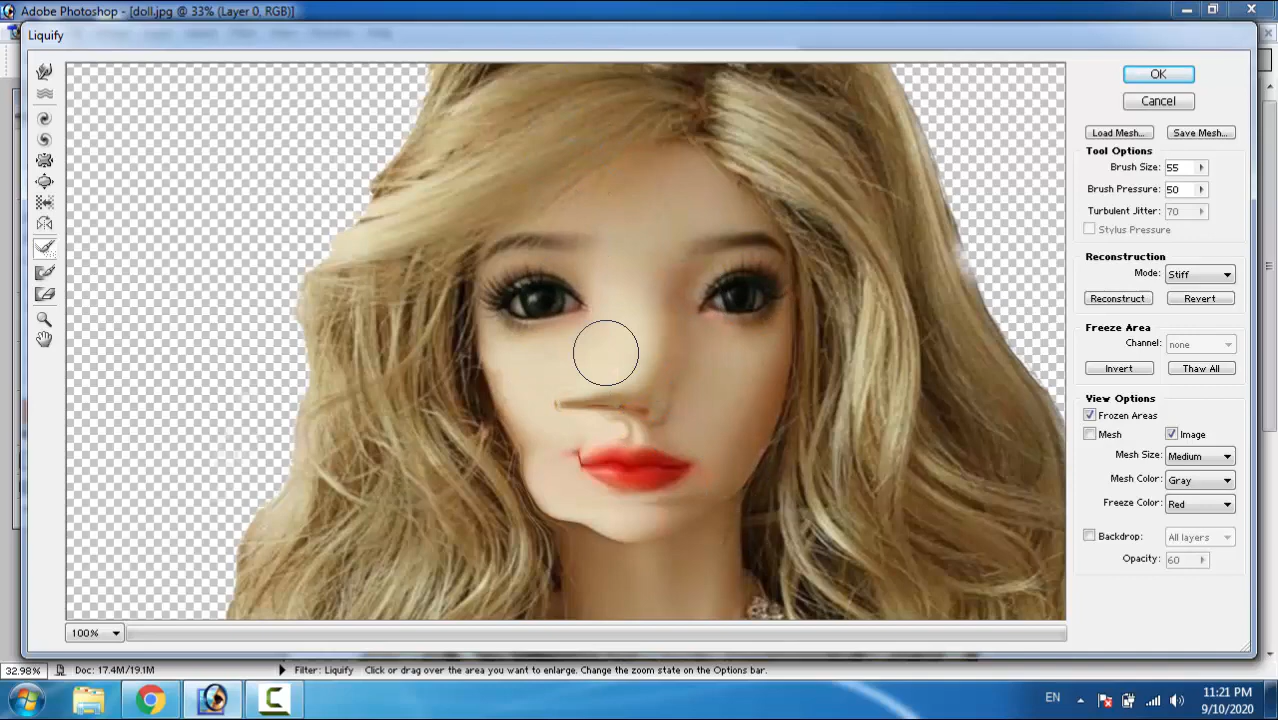 Adobe Photoshop - [doll.jpg @ 33% (Layer 0, RGB)]
Liquify
OK
Cancel
Load Mesh... Save Mesh...
Tool Options
Brush Size: 55
Brush Pressure: 50
Turbulent Jitter: 70
Stylus Pressure
Reconstruction
Mode: Stiff
Reconstruct Revert
Freeze Area
Channel: none
Invert Thaw All
View Options
Frozen Areas
Mesh Image
Mesh Size: Medium
Mesh Color: Gray
Freeze Color: Red
Backdrop: All layers
Opacity: 60
100%
32.98% Doc: 17.4M/19.1M Filter: Liquify Click or drag over the area you want to enlarge. Change the zoom state on the Options bar.
EN 11:21 PM
9/10/2020